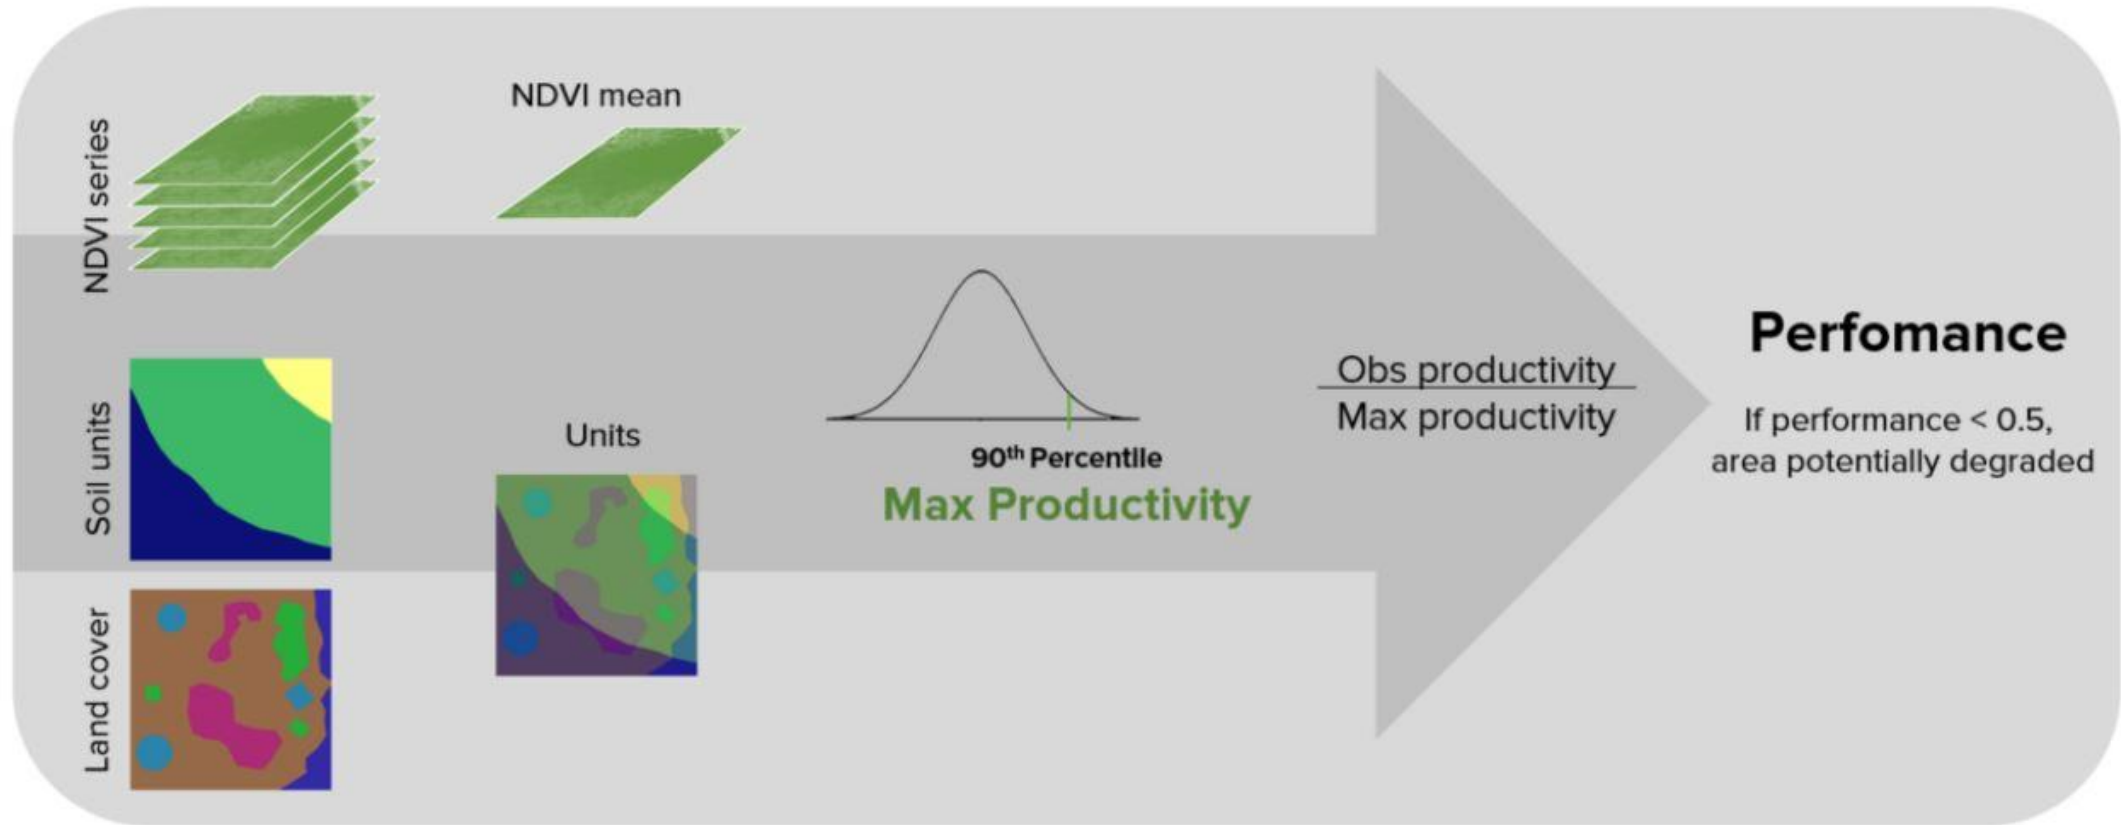 NDVI series
NDVI mean
Soil units
Land cover
Units
90th Percentile
Max Productivity
Obs productivity
Max productivity
Perfomance
If performance < 0.5,
area potentially degraded